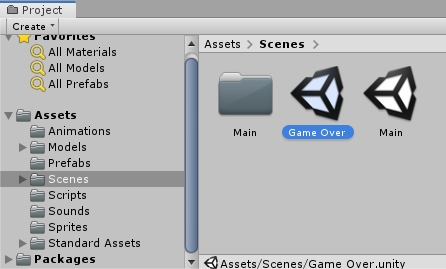 Project
Create
Favorites
All Materials
All Models
All Prefabs
Assets
Animations
Models
Prefabs
Scenes
Scripts
Sounds
Sprites
Standard Assets
Packages
Assets > Scenes >
Main
Game Over
Main
Assets/Scenes/Game Over.unity